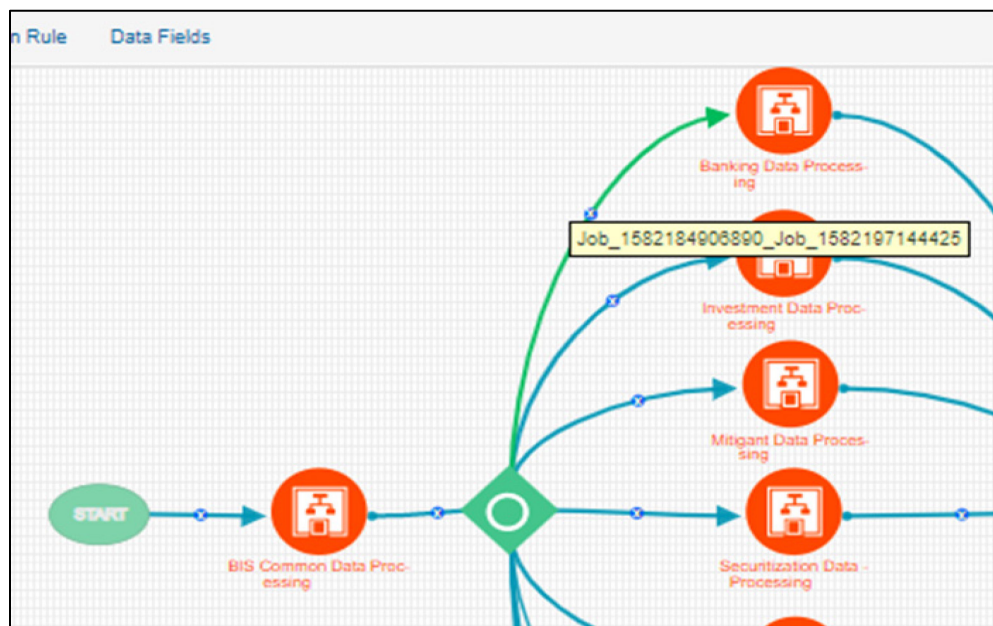 n Rule Data Fields
Banking Data Process-
ing
Job_1582184906890_Job_1582197144425
Investment Data Proc-
essing
Mitigant Data Proces-
sing
START
BIS Common Data Proc-
essing
Securitization Data -
Processing